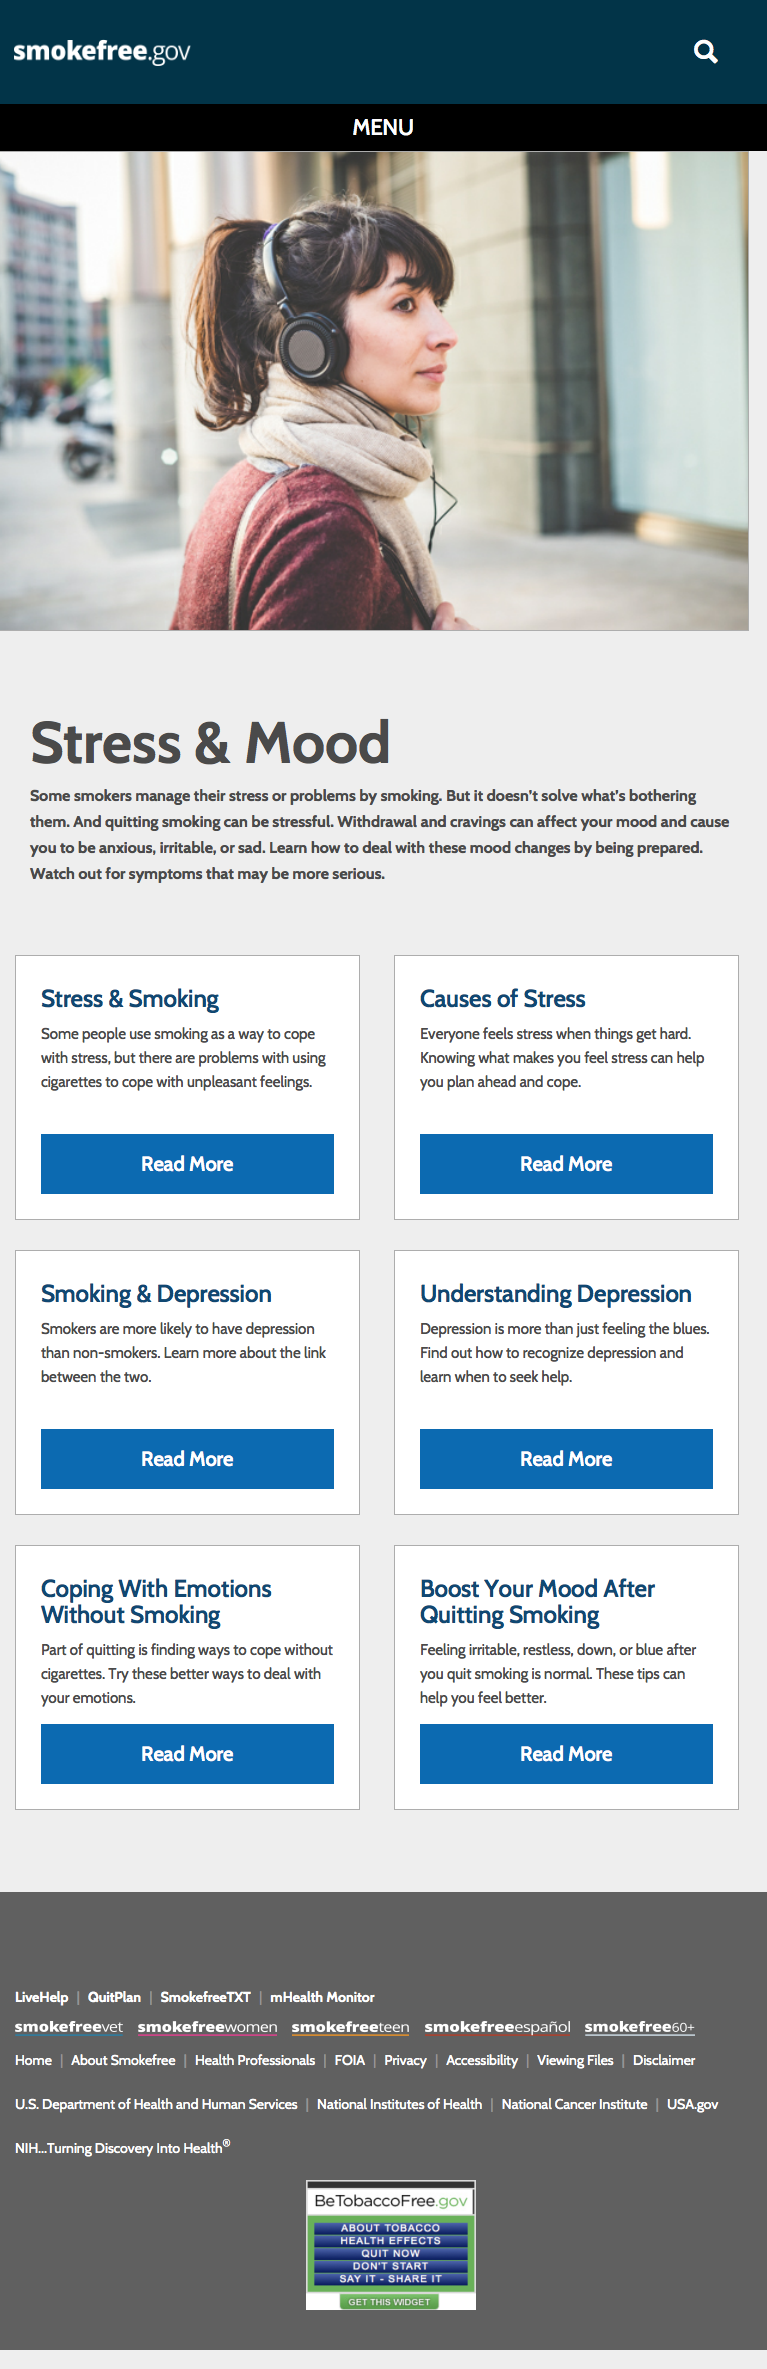 smokefree.gov
MENU
Stress & Mood
Some smokers manage their stress or problems by smoking. But it doesn't solve what's bothering
them. And quitting smoking can be stressful. Withdrawal and cravings can affect your mood and cause
you to be anxious, irritable, or sad. Learn how to deal with these mood changes by being prepared.
Watch out for symptoms that may be more serious.
Stress & Smoking
Some people use smoking as a way to cope
with stress, but there are problems with using
cigarettes to cope with unpleasant feelings.
Read More
Causes of Stress
Everyone feels stress when things get hard.
Knowing what makes you feel stress can help
you plan ahead and cope.
Read More
Smoking & Depression
Smokers are more likely to have depression
than non-smokers. Learn more about the link
between the two.
Read More
Understanding Depression
Depression is more than just feeling the blues.
Find out how to recognize depression and
learn when to seek help.
Read More
Coping With Emotions
Without Smoking
Part of quitting is finding ways to cope without
cigarettes. Try these better ways to deal with
your emotions.
Read More
Boost Your Mood After
Quitting Smoking
Feeling irritable, restless, down, or blue after
you quit smoking is normal. These tips can
help you feel better.
Read More
LiveHelp | QuitPlan | SmokefreeTXT | mHealth Monitor
smokefreevet smokefreewomen smokefreeteen smokefreeespañol smokefree60+
Home | About Smokefree | Health Professionals | FOIA | Privacy | Accessibility | Viewing Files | Disclaimer
U.S. Department of Health and Human Services | National Institutes of Health | National Cancer Institute | USA.gov
NIH...Turning Discovery Into Health®
BeTobaccoFree.gov
ABOUT TOBACCO
HEALTH EFFECTS
QUIT NOW
DON'T START
SAY IT - SHARE IT
GET THIS WIDGET